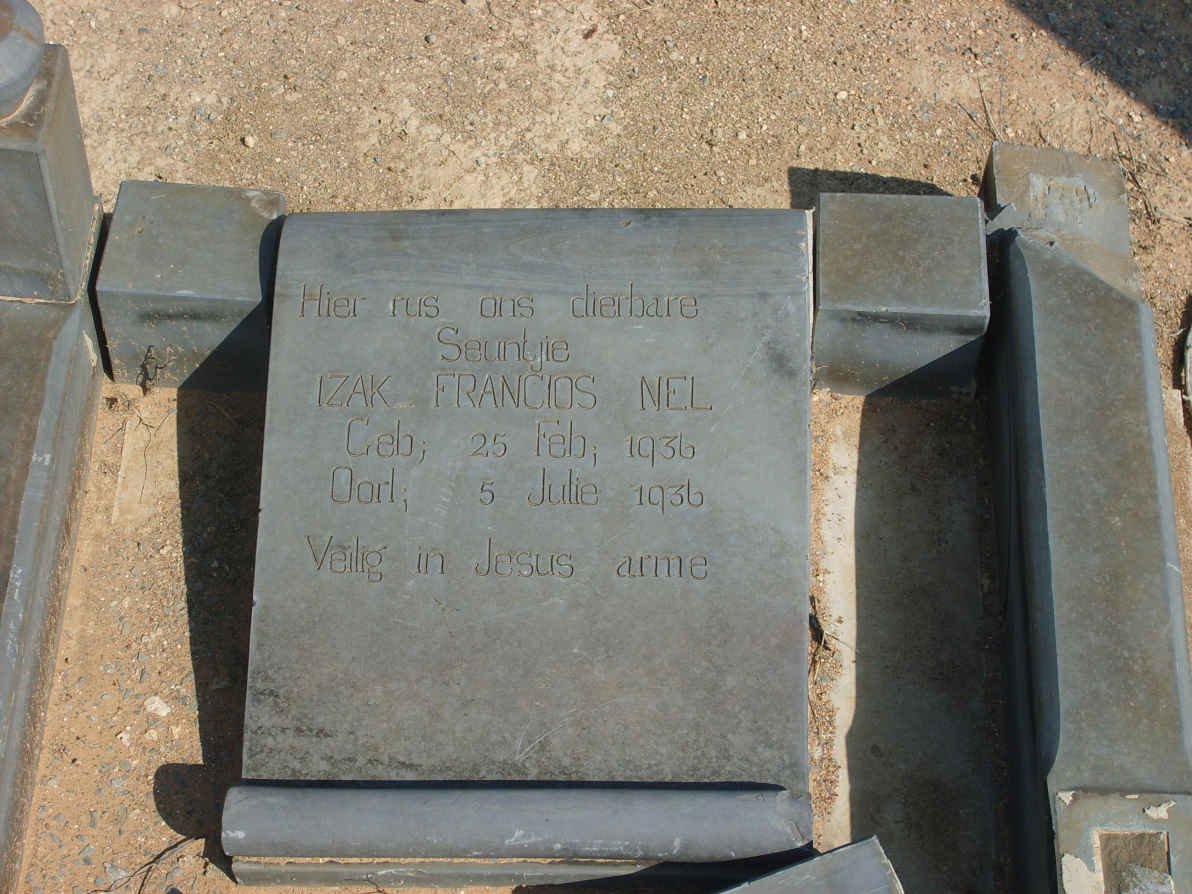 Hier rus ons dierbare
Seuntjie
IZAK FRANCIOS NEL
Geb; 25 Feb; 1936
Oorl; 5 Julie 1936
Veilig in Jesus arme